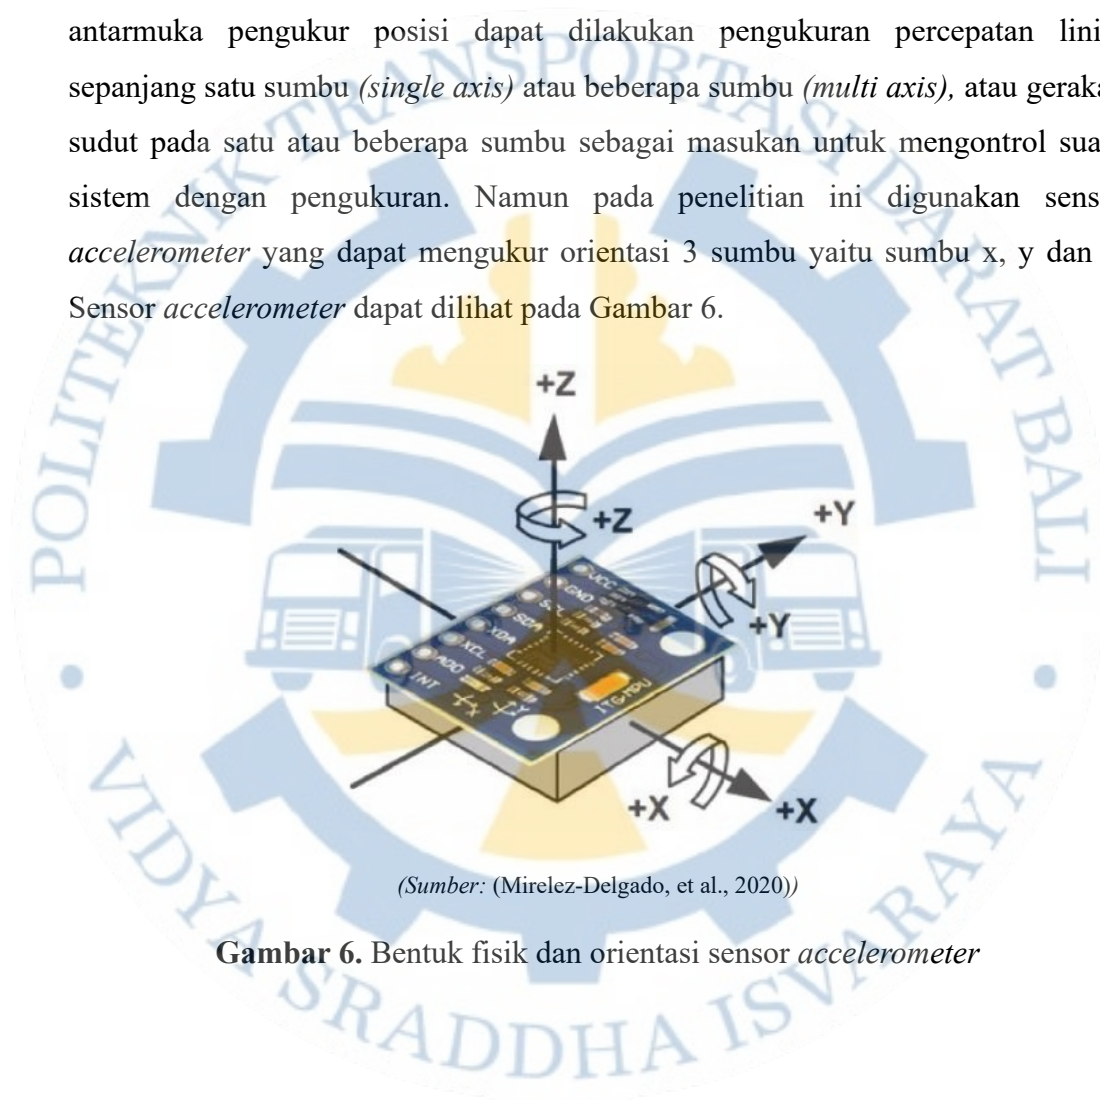 antarmuka pengukur posisi dapat dilakukan pengukuran percepatan lini
sepanjang satu sumbu (single axis) atau beberapa sumbu (multi axis), atau geraka
sudut pada satu atau beberapa sumbu sebagai masukan untuk mengontrol sua
sistem dengan pengukuran. Namun pada penelitian ini digunakan sens
accelerometer yang dapat mengukur orientasi 3 sumbu yaitu sumbu x, y dan
Sensor accelerometer dapat dilihat pada Gambar 6.
+Z
+Z
+Y
+Y
VCC
GND
SCL
SDA
XDA
XCL
ADO
INT
X
Y
ITG/MPU
+X
+X
(Sumber: (Mirelez-Delgado, et al., 2020))
Gambar 6. Bentuk fisik dan orientasi sensor accelerometer
POLITEKNIK TRANSPORTASI DARAT BALI
VIDYA SRADDHA ISVARAYA